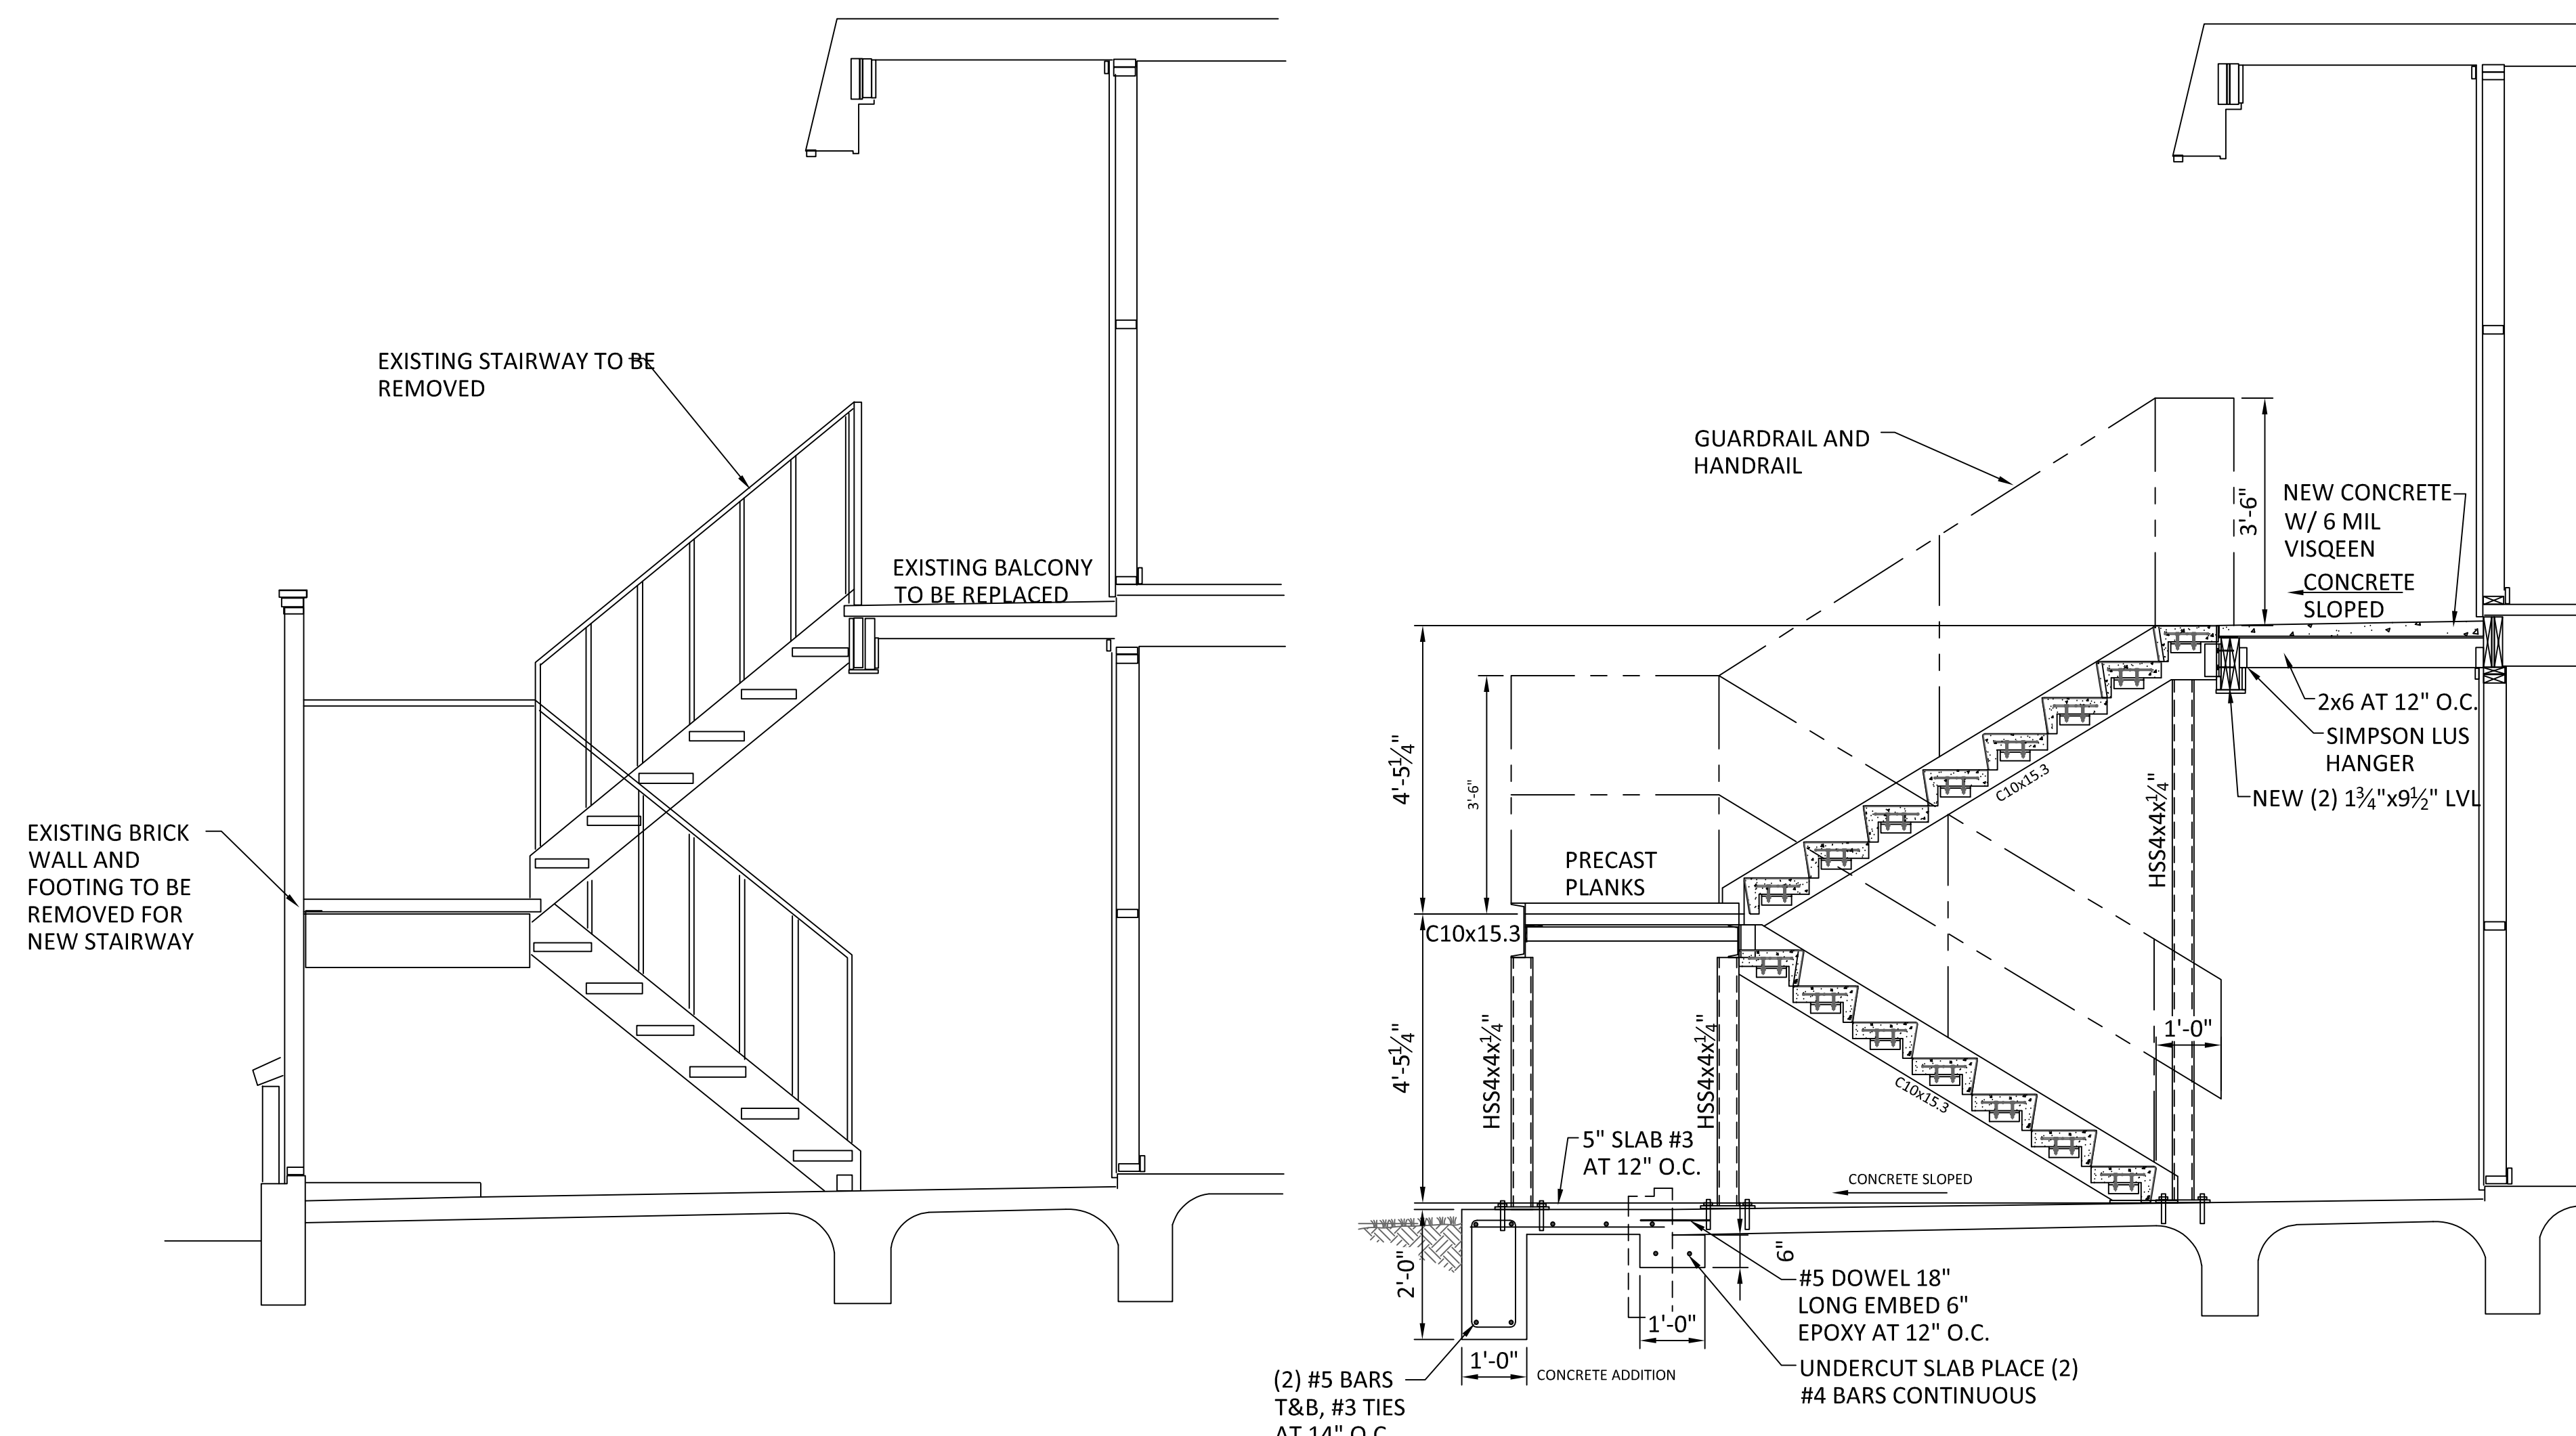 EXISTING STAIRWAY TO BE
REMOVED
EXISTING BALCONY
TO BE REPLACED
EXISTING BRICK
WALL AND
FOOTING TO BE
REMOVED FOR
NEW STAIRWAY
GUARDRAIL AND
HANDRAIL
3'-6"
NEW CONCRETE
W/ 6 MIL
VISQEEN
CONCRETE
SLOPED
2x6 AT 12" O.C.
SIMPSON LUS
HANGER
NEW (2) 1¾"x9½" LVL
4'-5¼"
3'-6"
PRECAST
PLANKS
C10x15.3
C10x15.3
HSS4x4x¼"
4'-5¼"
HSS4x4x¼"
HSS4x4x¼"
C10x15.3
1'-0"
5" SLAB #3
AT 12" O.C.
CONCRETE SLOPED
2'-0"
6"
#5 DOWEL 18"
LONG EMBED 6"
EPOXY AT 12" O.C.
1'-0"
1'-0"
CONCRETE ADDITION
UNDERCUT SLAB PLACE (2)
#4 BARS CONTINUOUS
(2) #5 BARS
T&B, #3 TIES
AT 14" O.C.